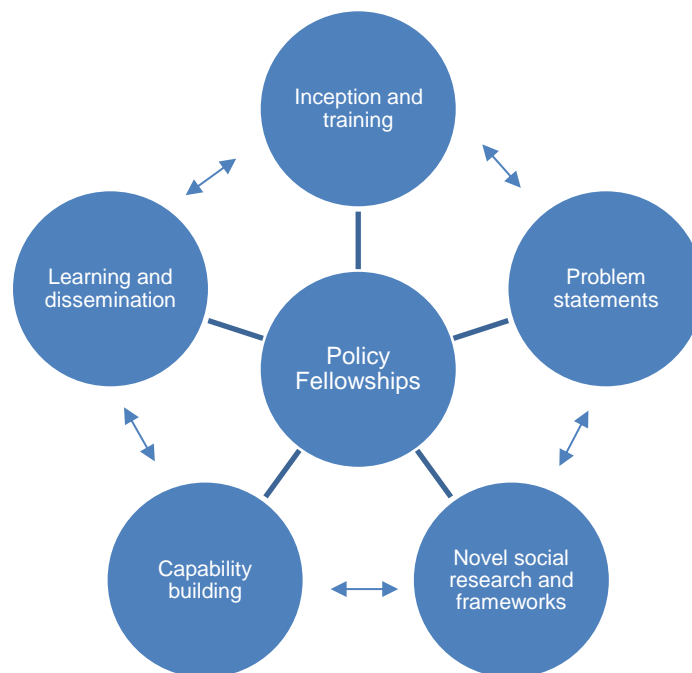 Inception and
training
Learning and
dissemination
Problem
statements
Policy
Fellowships
Capability
building
Novel social
research and
frameworks